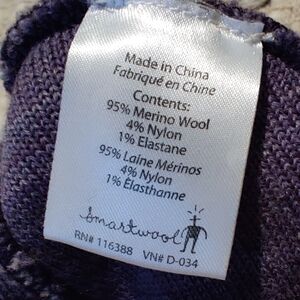 Made in China
Fabriqué en Chine
Contents:
95% Merino Wool
4% Nylon
1% Elastane
95% Laine Mérinos
4% Nylon
1% Élasthanne
Smartwool
RN# 116388 VN# D-034